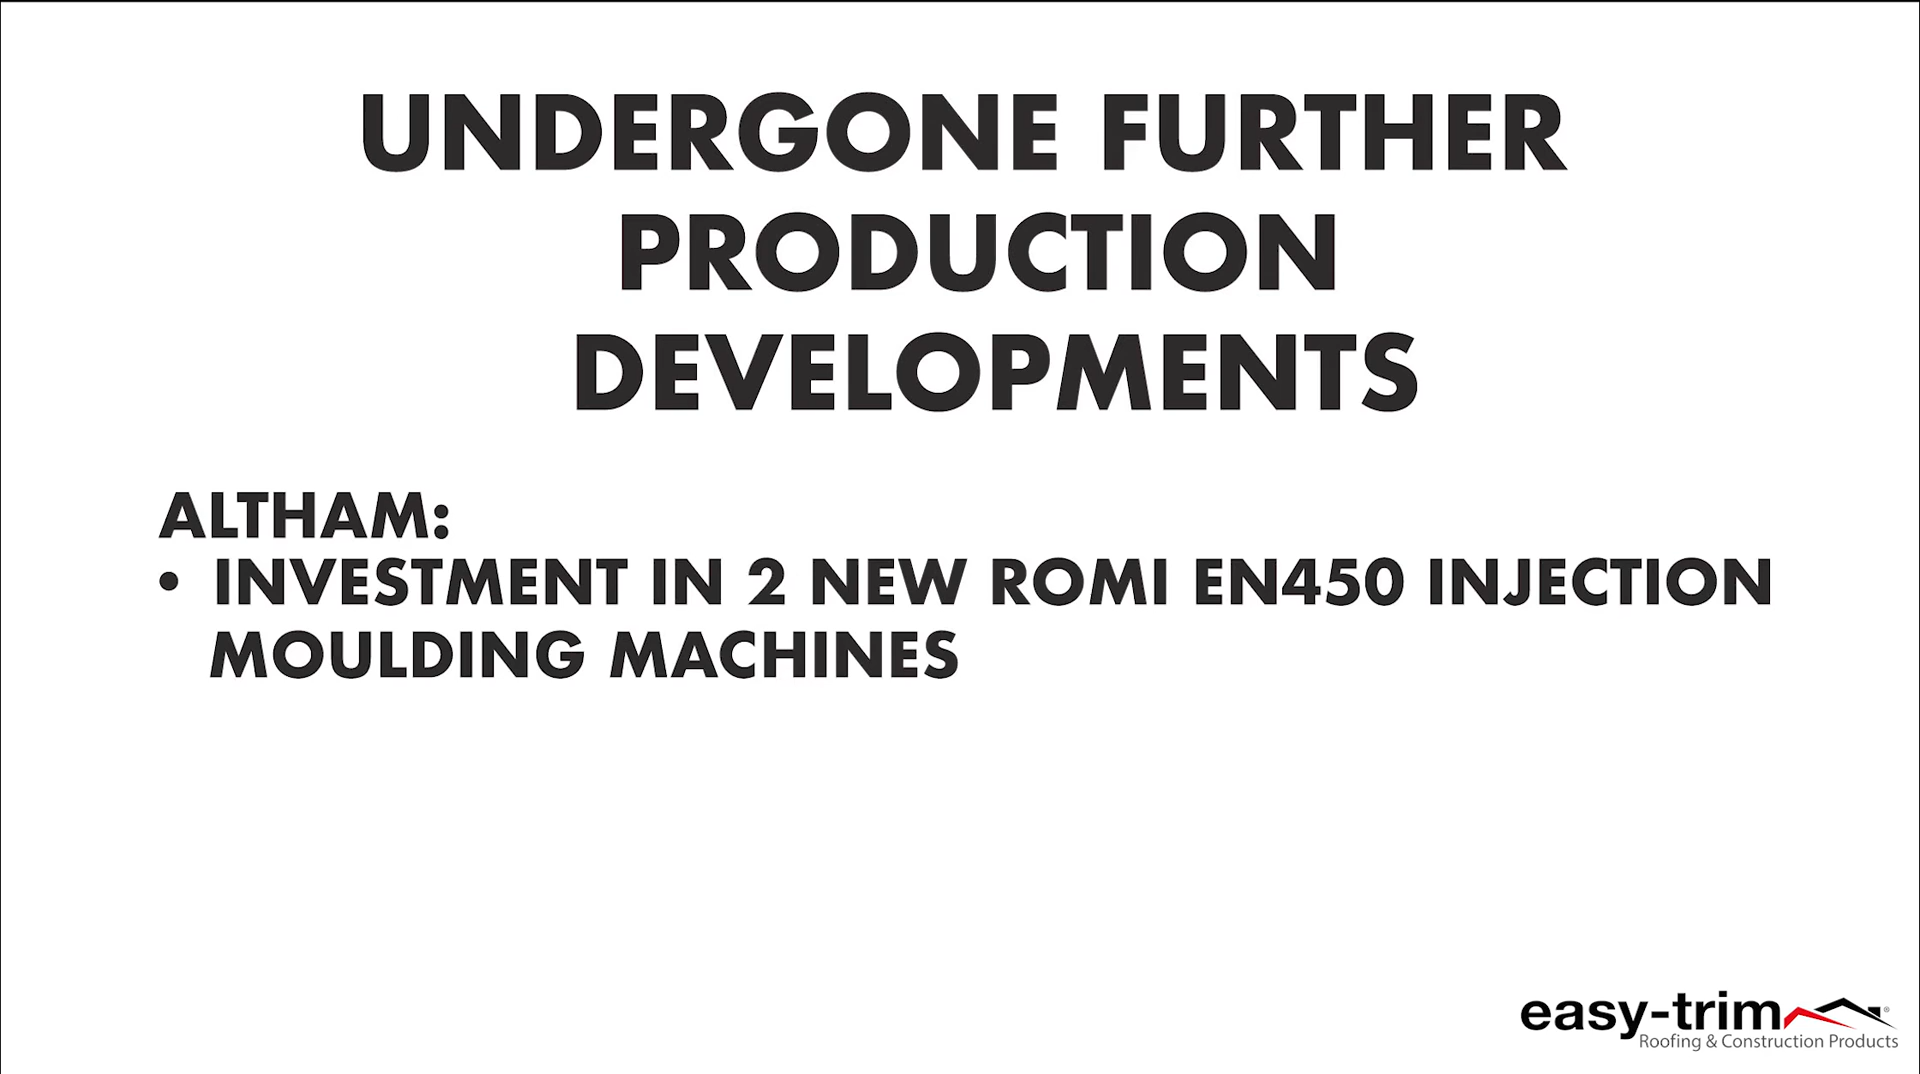 UNDERGONE FURTHER
PRODUCTION
DEVELOPMENTS
ALTHAM:
• INVESTMENT IN 2 NEW ROMI EN450 INJECTION
MOULDING MACHINES
easy-trim®
Roofing & Construction Products